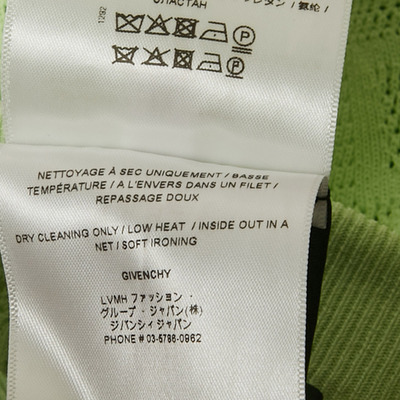 ЭЛАСТАН
1292
NETTOYAGE À SEC UNIQUEMENT / BASSE
TEMPÉRATURE / A L'ENVERS DANS UN FILET /
REPASSAGE DOUX
DRY CLEANING ONLY / LOW HEAT / INSIDE OUT IN A
NET / SOFT IRONING
GIVENCHY
LVMH ファッション・
グループ・ジャパン(株)
ジバンシィジャパン
PHONE # 03-5786-0962